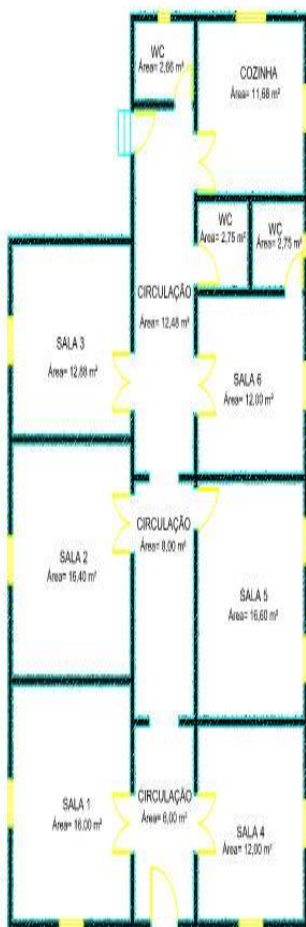 WC
Área= 2,66 m²
COZINHA
Área= 11,68 m²
WC
Área= 2,75 m²
WC
Área= 2,75 m²
CIRCULAÇÃO
Área= 12,48 m²
SALA 3
Área= 12,88 m²
SALA 6
Área= 12,00 m²
SALA 2
Área= 16,40 m²
CIRCULAÇÃO
Área= 8,00 m²
SALA 5
Área= 16,60 m²
SALA 1
Área= 16,00 m²
CIRCULAÇÃO
Área= 6,00 m²
SALA 4
Área= 12,00 m²